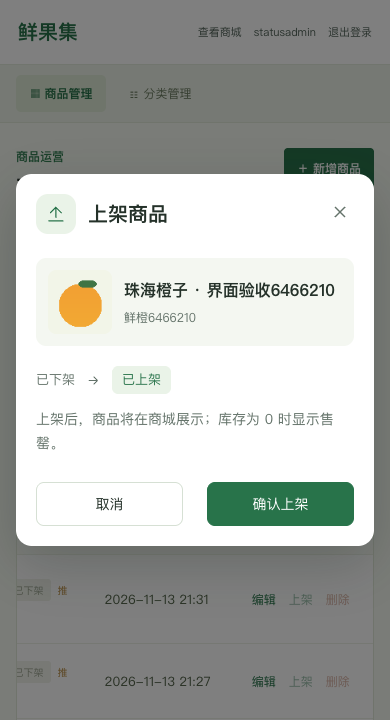 鲜果集
查看商城 statusadmin 退出登录
商品管理 分类管理
商品运营
+ 新增商品
上架商品
珠海橙子 · 界面验收6466210
鲜橙6466210
已下架 → 已上架
上架后，商品将在商城展示；库存为 0 时显示售
罄。
取消 确认上架
已下架 推 2026-11-13 21:31 编辑 上架 删除
已下架 推 2026-11-13 21:27 编辑 上架 删除